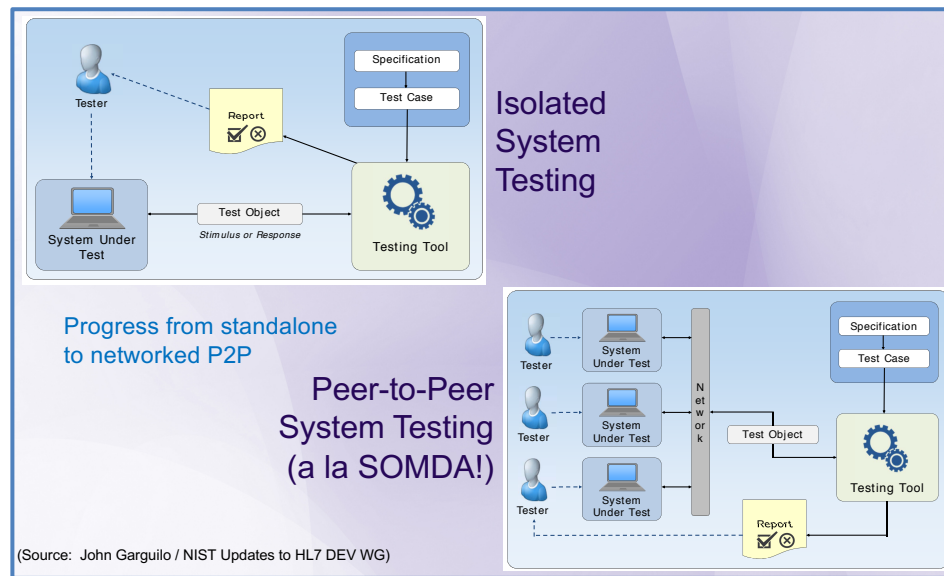 Specification
Test Case
Tester
Report
Test Object
Stimulus or Response
System Under
Test
Testing Tool
Isolated
System
Testing
Progress from standalone
to networked P2P
Peer-to-Peer
System Testing
(a la SOMDA!)
Tester
System
Under Test
Tester
System
Under Test
Tester
System
Under Test
N
et
w
or
k
Test Object
Specification
Test Case
Testing Tool
Report
(Source: John Garguilo / NIST Updates to HL7 DEV WG)